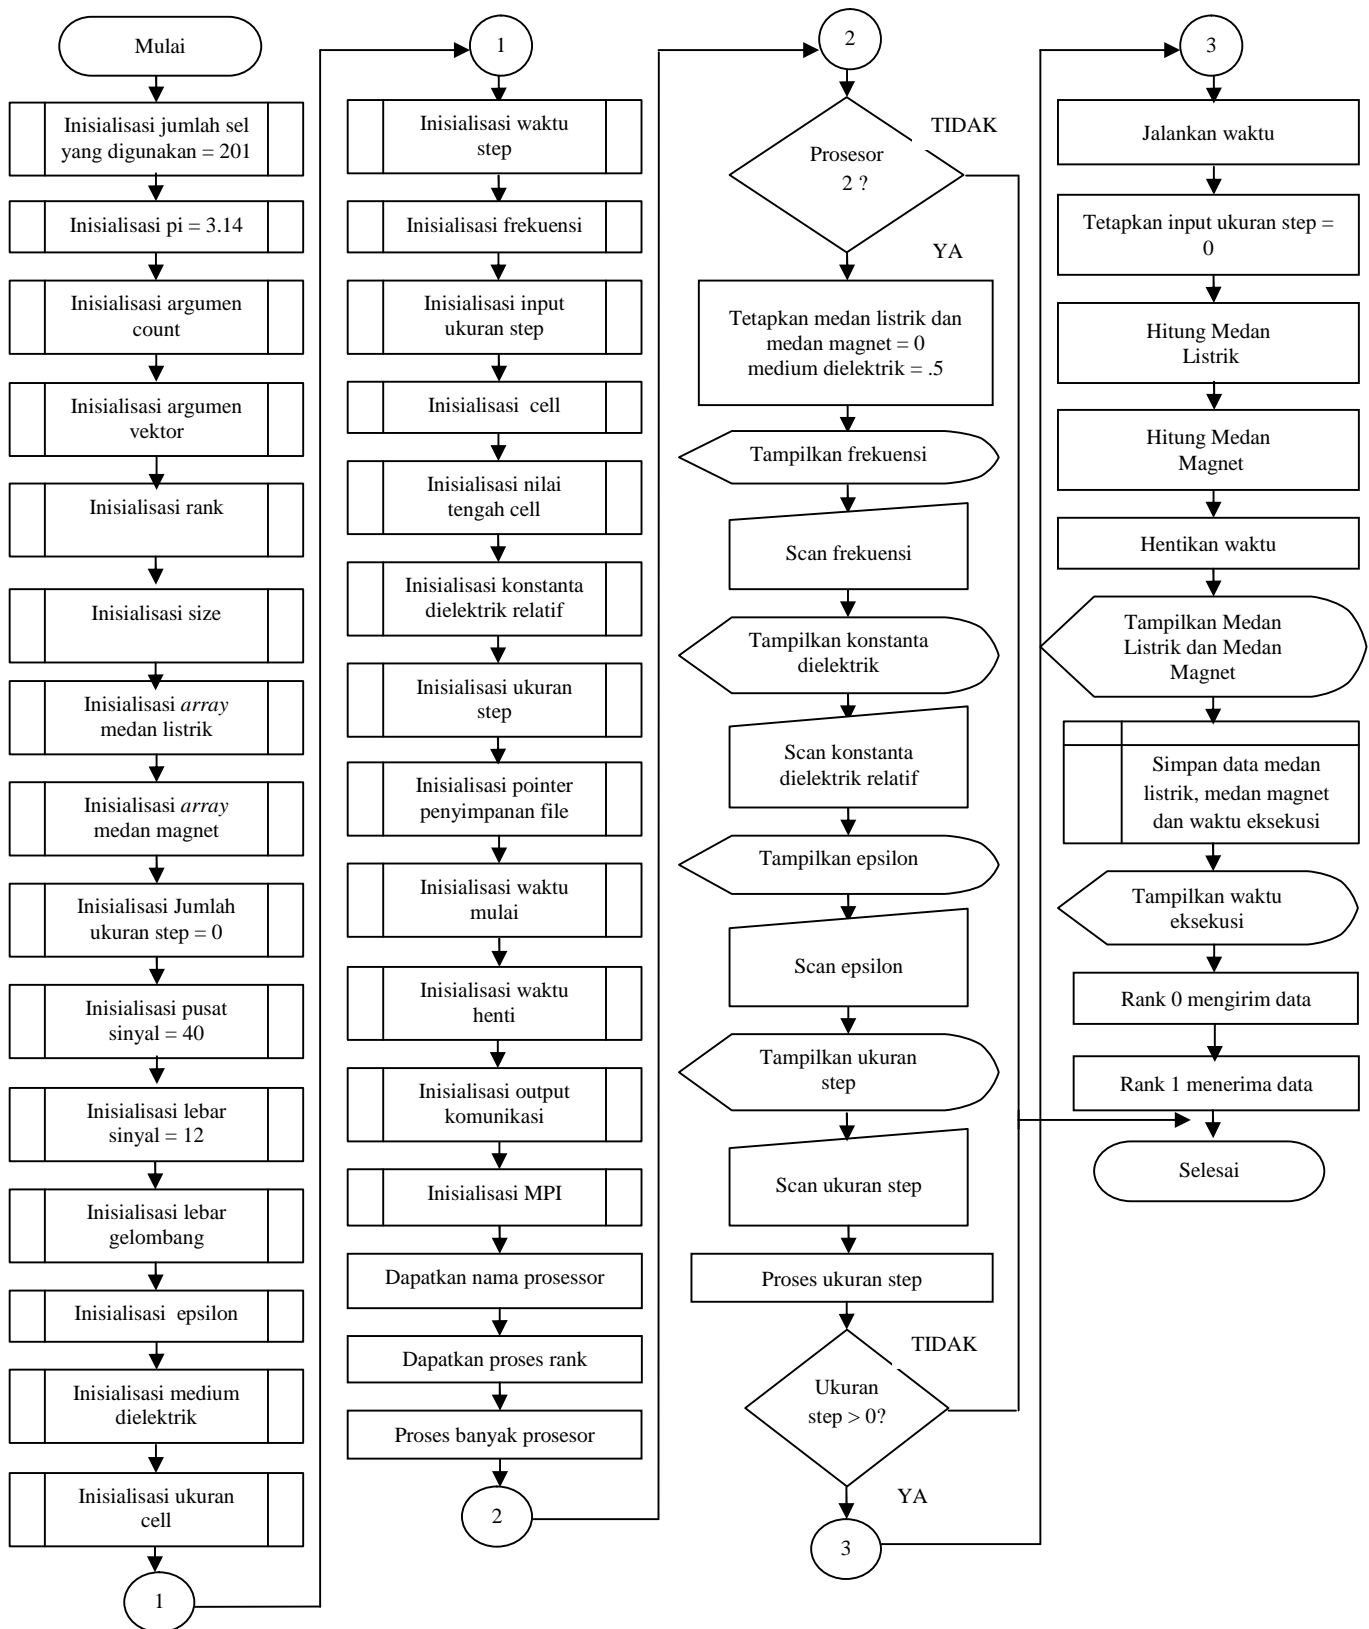 Mulai
Inisialisasi jumlah sel
yang digunakan = 201
Inisialisasi pi = 3.14
Inisialisasi argumen
count
Inisialisasi argumen
vektor
Inisialisasi rank
Inisialisasi size
Inisialisasi array
medan listrik
Inisialisasi array
medan magnet
Inisialisasi Jumlah
ukuran step = 0
Inisialisasi pusat
sinyal = 40
Inisialisasi lebar
sinyal = 12
Inisialisasi lebar
gelombang
Inisialisasi epsilon
Inisialisasi medium
dielektrik
Inisialisasi ukuran
cell
1
1
Inisialisasi waktu
step
Inisialisasi frekuensi
Inisialisasi input
ukuran step
Inisialisasi cell
Inisialisasi nilai
tengah cell
Inisialisasi konstanta
dielektrik relatif
Inisialisasi ukuran
step
Inisialisasi pointer
penyimpanan file
Inisialisasi waktu
mulai
Inisialisasi waktu
henti
Inisialisasi output
komunikasi
Inisialisasi MPI
Dapatkan nama prosessor
Dapatkan proses rank
Proses banyak prosesor
2
2
Prosesor
2 ?
TIDAK
YA
Tetapkan medan listrik dan
medan magnet = 0
medium dielektrik = .5
Tampilkan frekuensi
Scan frekuensi
Tampilkan konstanta
dielektrik
Scan konstanta
dielektrik relatif
Tampilkan epsilon
Scan epsilon
Tampilkan ukuran
step
Scan ukuran step
Proses ukuran step
Ukuran
step > 0?
TIDAK
YA
3
3
Jalankan waktu
Tetapkan input ukuran step =
0
Hitung Medan
Listrik
Hitung Medan
Magnet
Hentikan waktu
Tampilkan Medan
Listrik dan Medan
Magnet
Simpan data medan
listrik, medan magnet
dan waktu eksekusi
Tampilkan waktu
eksekusi
Rank 0 mengirim data
Rank 1 menerima data
Selesai